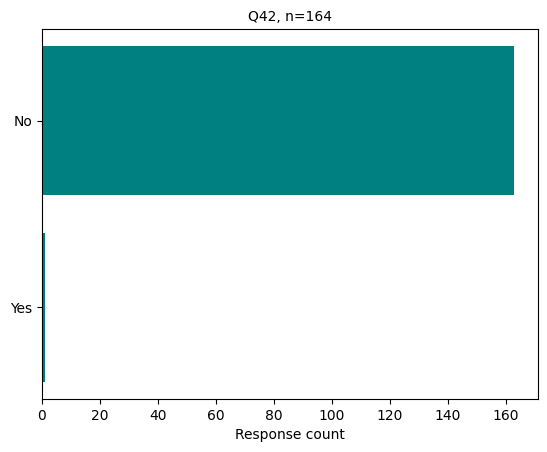 Q42, n=164
No
Yes
0 20 40 60 80 100 120 140 160
Response count